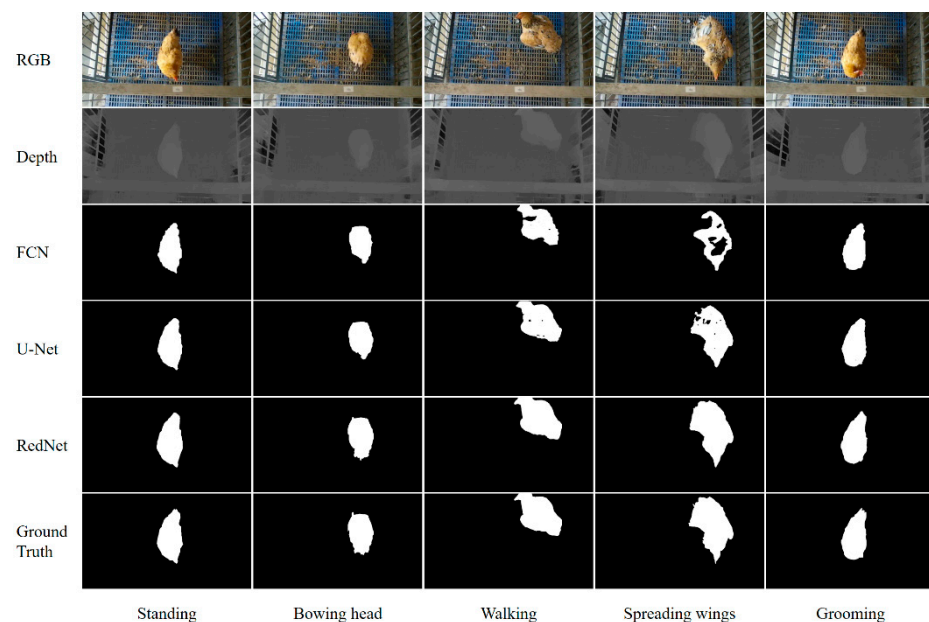 RGB
Depth
FCN
U-Net
RedNet
Ground
Truth
Standing
Bowing head
Walking
Spreading wings
Grooming